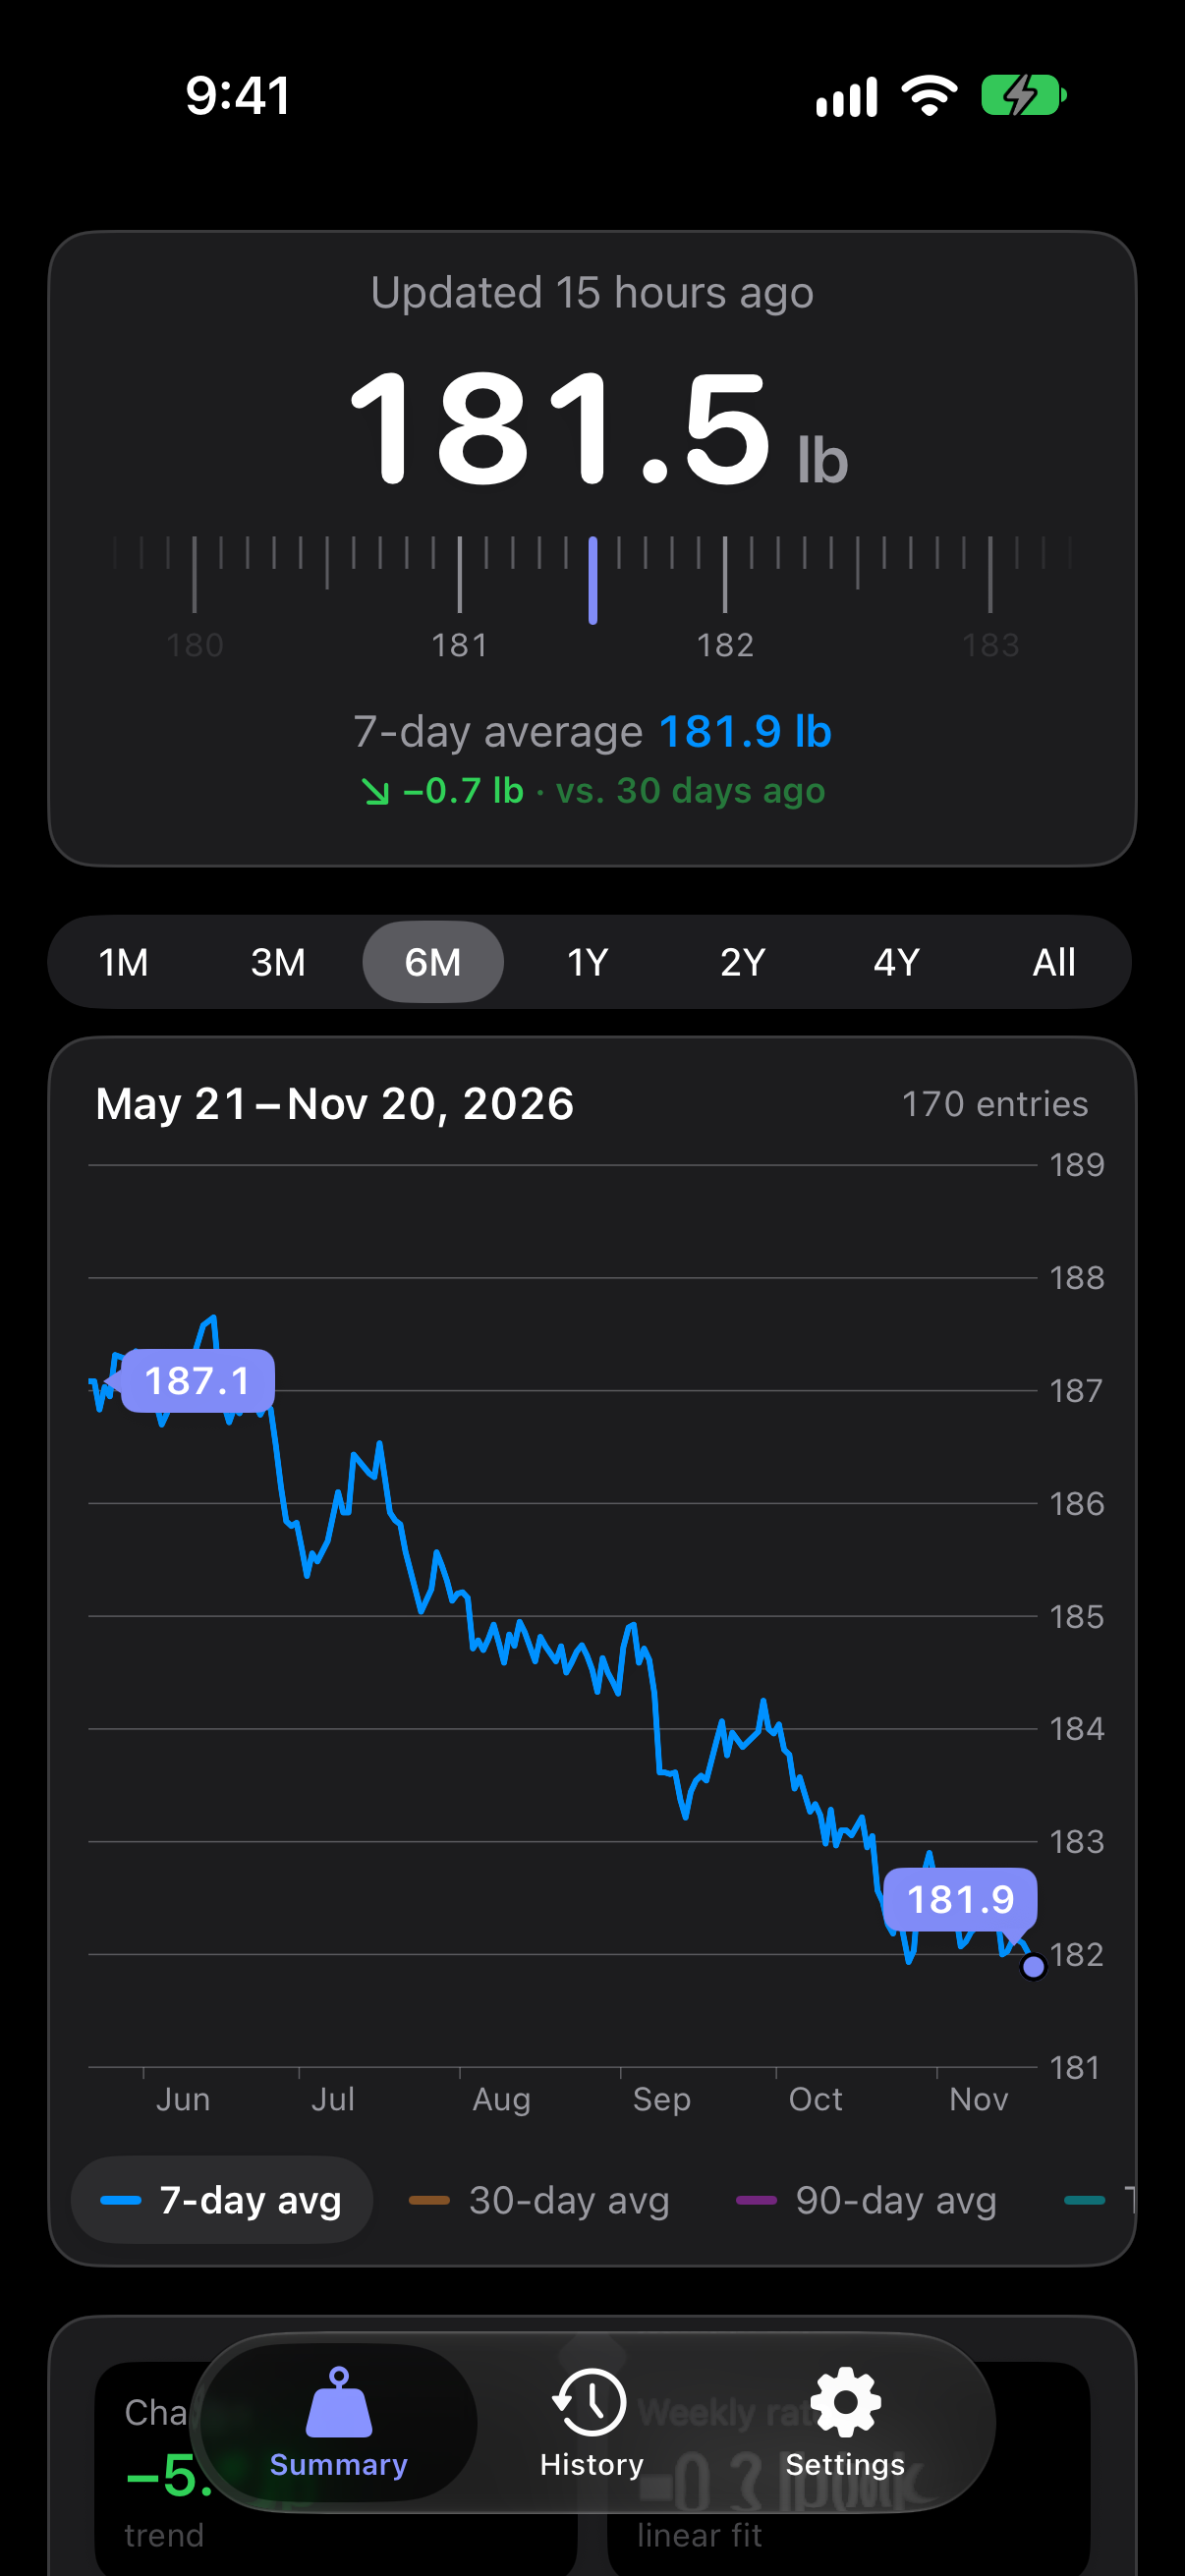 9:41
Updated 15 hours ago
181.5 lb
180 181 182 183
7-day average 181.9 lb
–0.7 lb · vs. 30 days ago
1M 3M 6M 1Y 2Y 4Y All
May 21 – Nov 20, 2026 170 entries
189
188
187.1
187
186
185
184
183
181.9
182
181
Jun Jul Aug Sep Oct Nov
7-day avg 30-day avg 90-day avg
Weekly
–5.
Summary History Settings
trend linear fit